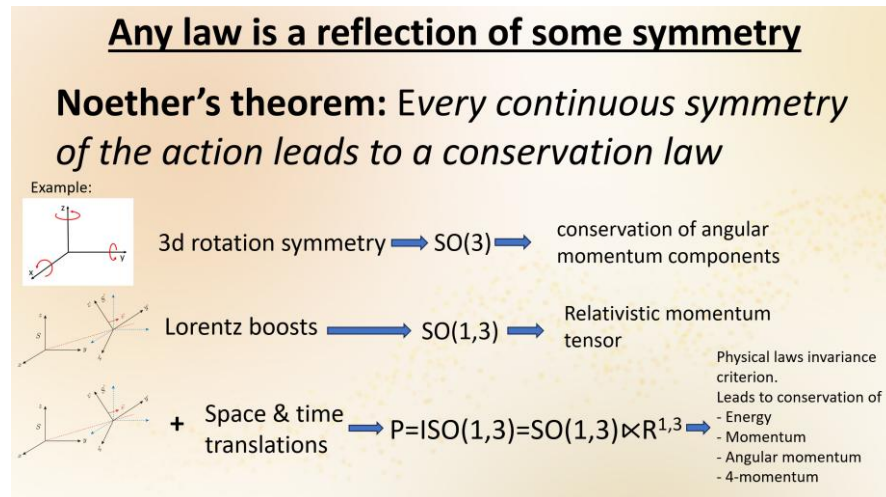 Any law is a reflection of some symmetry
Noether's theorem: Every continuous symmetry
of the action leads to a conservation law
Example:
z
y
x
3d rotation symmetry
SO(3)
conservation of angular
momentum components
Lorentz boosts
SO(1,3)
Relativistic momentum
tensor
+
Space & time
translations
P=ISO(1,3)=SO(1,3)⋉R¹,³
Physical laws invariance
criterion.
Leads to conservation of
- Energy
- Momentum
- Angular momentum
- 4-momentum